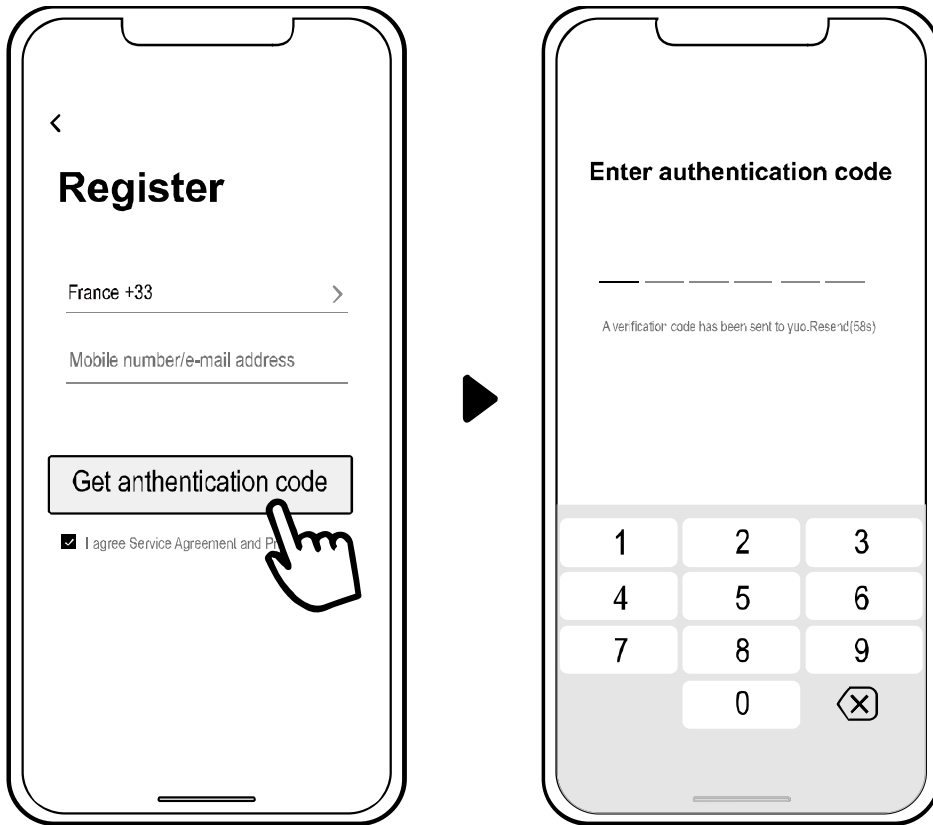 Register
France +33
Mobile number/e-mail address
Get anthentication code
I agree Service Agreement and
Enter authentication code
A verification code has been sent to yuo.Resend(58s)
1 2 3
4 5 6
7 8 9
0